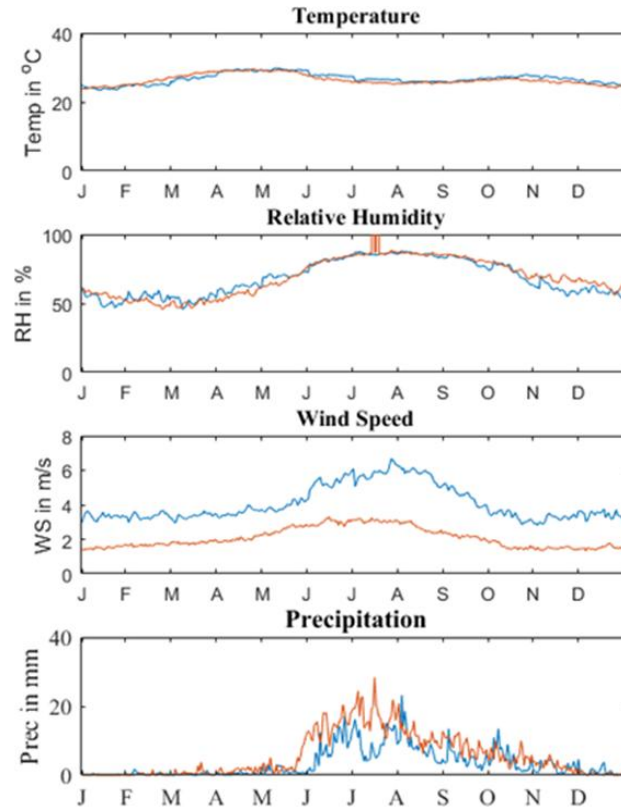 Temperature
Temp in °C
40
20
0
J F M A M J J A S O N D
Relative Humidity
RH in %
100
50
0
J F M A M J J A S O N D
Wind Speed
WS in m/s
8
6
4
2
0
J F M A M J J A S O N D
Precipitation
Prec in mm
40
20
0
J F M A M J J A S O N D